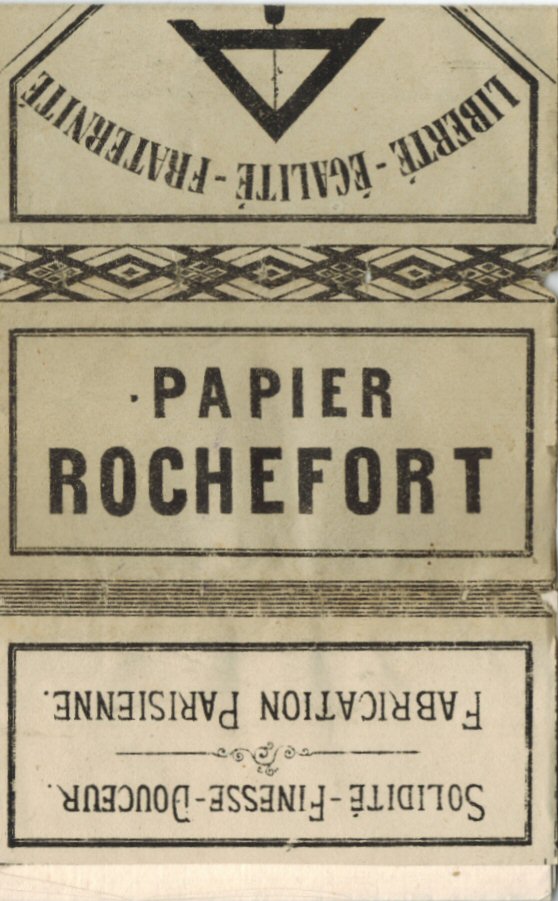 LIBERTÉ - ÉGALITÉ - FRATERNITÉ
PAPIER
ROCHEFORT
SOLIDITÉ-FINESSE-DOUCEUR.
FABRICATION PARISIENNE.